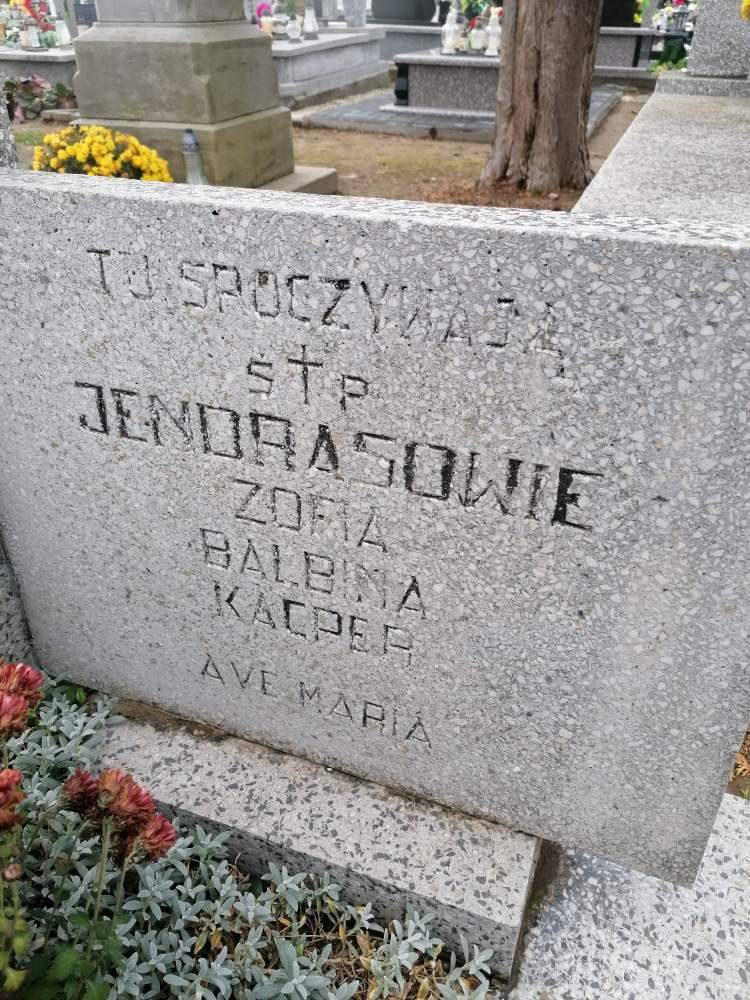 TU SPOCZYWAJĄ
Ś † P
JENDRASOWIE
ZOFIA
BALBINA
KACPER
AVE MARIA